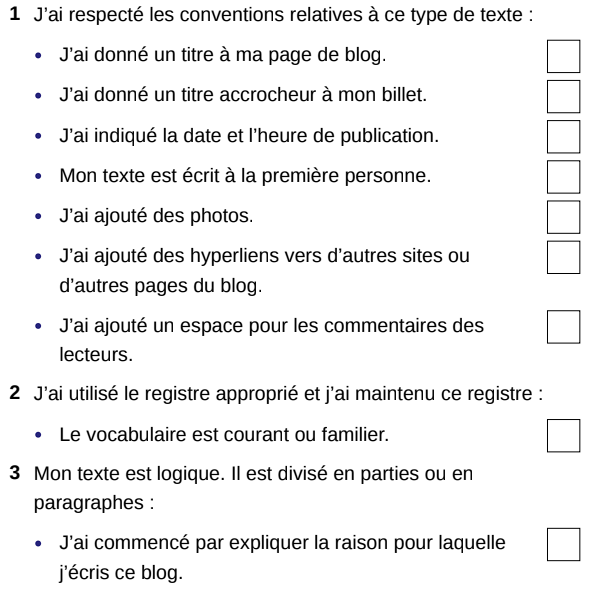 1 J'ai respecté les conventions relatives à ce type de texte :
• J'ai donné un titre à ma page de blog.
• J'ai donné un titre accrocheur à mon billet.
• J'ai indiqué la date et l'heure de publication.
• Mon texte est écrit à la première personne.
• J'ai ajouté des photos.
• J'ai ajouté des hyperliens vers d'autres sites ou
d'autres pages du blog.
• J'ai ajouté un espace pour les commentaires des
lecteurs.
2 J'ai utilisé le registre approprié et j'ai maintenu ce registre :
• Le vocabulaire est courant ou familier.
3 Mon texte est logique. Il est divisé en parties ou en
paragraphes :
• J'ai commencé par expliquer la raison pour laquelle
j'écris ce blog.